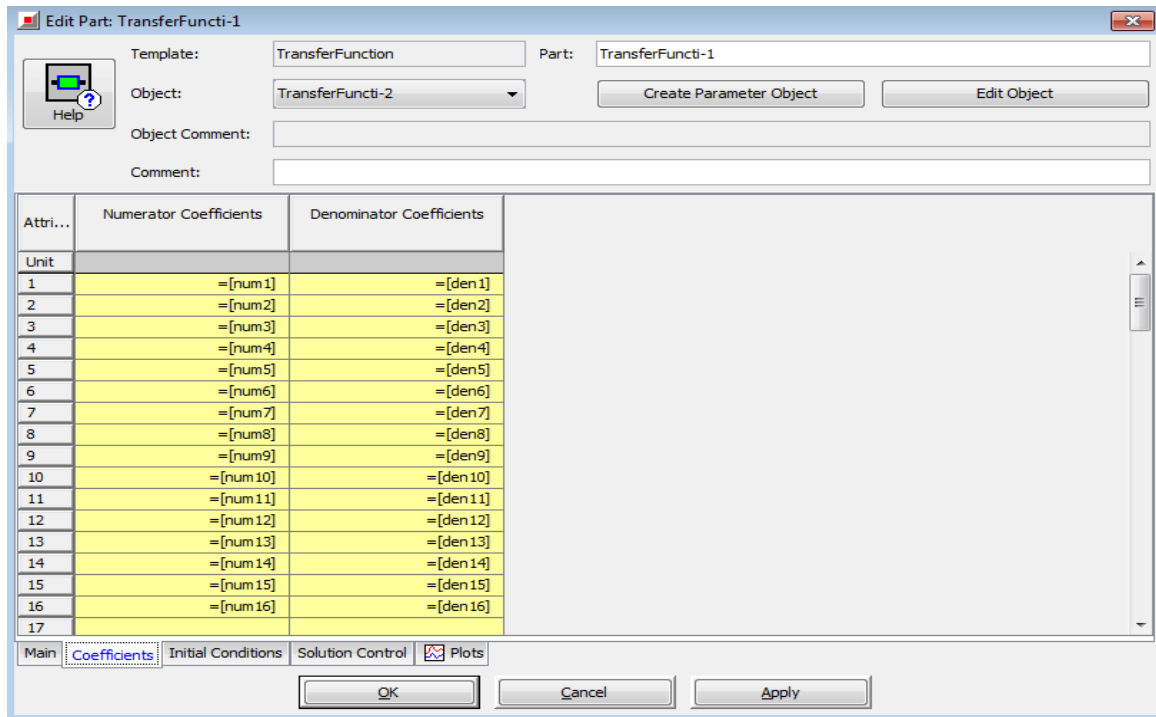 Edit Part: TransferFuncti-1
Template: TransferFunction Part: TransferFuncti-1
Object: TransferFuncti-2 Create Parameter Object Edit Object
Help
Object Comment:
Comment:
Attri... Numerator Coefficients Denominator Coefficients
Unit
1 =[num1] =[den1]
2 =[num2] =[den2]
3 =[num3] =[den3]
4 =[num4] =[den4]
5 =[num5] =[den5]
6 =[num6] =[den6]
7 =[num7] =[den7]
8 =[num8] =[den8]
9 =[num9] =[den9]
10 =[num10] =[den10]
11 =[num11] =[den11]
12 =[num12] =[den12]
13 =[num13] =[den13]
14 =[num14] =[den14]
15 =[num15] =[den15]
16 =[num16] =[den16]
17
Main Coefficients Initial Conditions Solution Control Plots
OK Cancel Apply